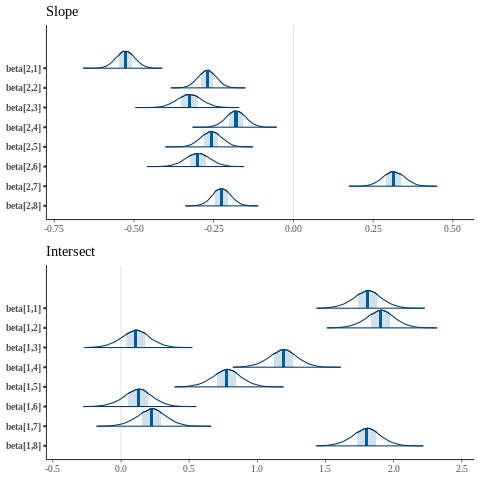 Slope
beta[2,1]
beta[2,2]
beta[2,3]
beta[2,4]
beta[2,5]
beta[2,6]
beta[2,7]
beta[2,8]
-0.75 -0.50 -0.25 0.00 0.25 0.50
Intersect
beta[1,1]
beta[1,2]
beta[1,3]
beta[1,4]
beta[1,5]
beta[1,6]
beta[1,7]
beta[1,8]
-0.5 0.0 0.5 1.0 1.5 2.0 2.5